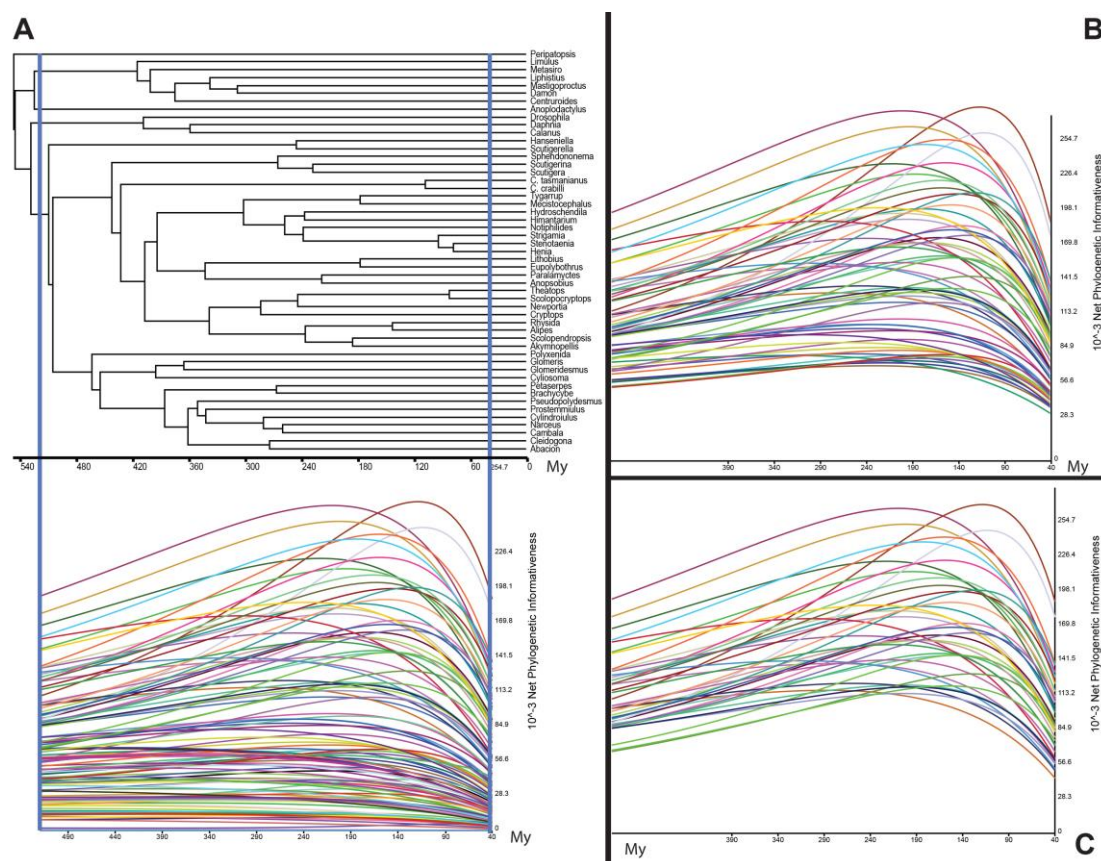 A
Peripatopsis
Limulus
Metasiro
Liphistius
Mastigoproctus
Damon
Centruroides
Anoplodactylus
Drosophila
Daphnia
Calanus
Hanseniella
Scutigerella
Sphendononema
Scutigerina
Scutigera
C. tasmanianus
C. crabilli
Tygarrup
Mecistocephalus
Hydroschendila
Himantarium
Notiphilides
Strigamia
Stenotaenia
Henia
Lithobius
Eupolybothrus
Paralamyctes
Anopsobius
Theatops
Scolopocryptops
Newportia
Cryptops
Rhysida
Alipes
Scolopendropsis
Akymnopellis
Polyxenida
Glomeris
Glomeridesmus
Cyliosoma
Petaserpes
Brachycybe
Pseudopolydesmus
Prostemmiulus
Cylindroiulus
Narceus
Cambala
Cleidogona
Abacion
540 480 420 360 300 240 180 120 60 0 My
254.7
226.4
198.1
169.8
141.5
113.2
84.9
56.6
28.3
0
10^-3 Net Phylogenetic Informativeness
490 440 390 340 290 240 190 140 90 40 My
B
254.7
226.4
198.1
169.8
141.5
113.2
84.9
56.6
28.3
0
10^-3 Net Phylogenetic Informativeness
390 340 290 240 190 140 90 40
My
254.7
226.4
198.1
169.8
141.5
113.2
84.9
56.6
28.3
0
10^-3 Net Phylogenetic Informativeness
My 390 340 290 240 190 140 90 40
C